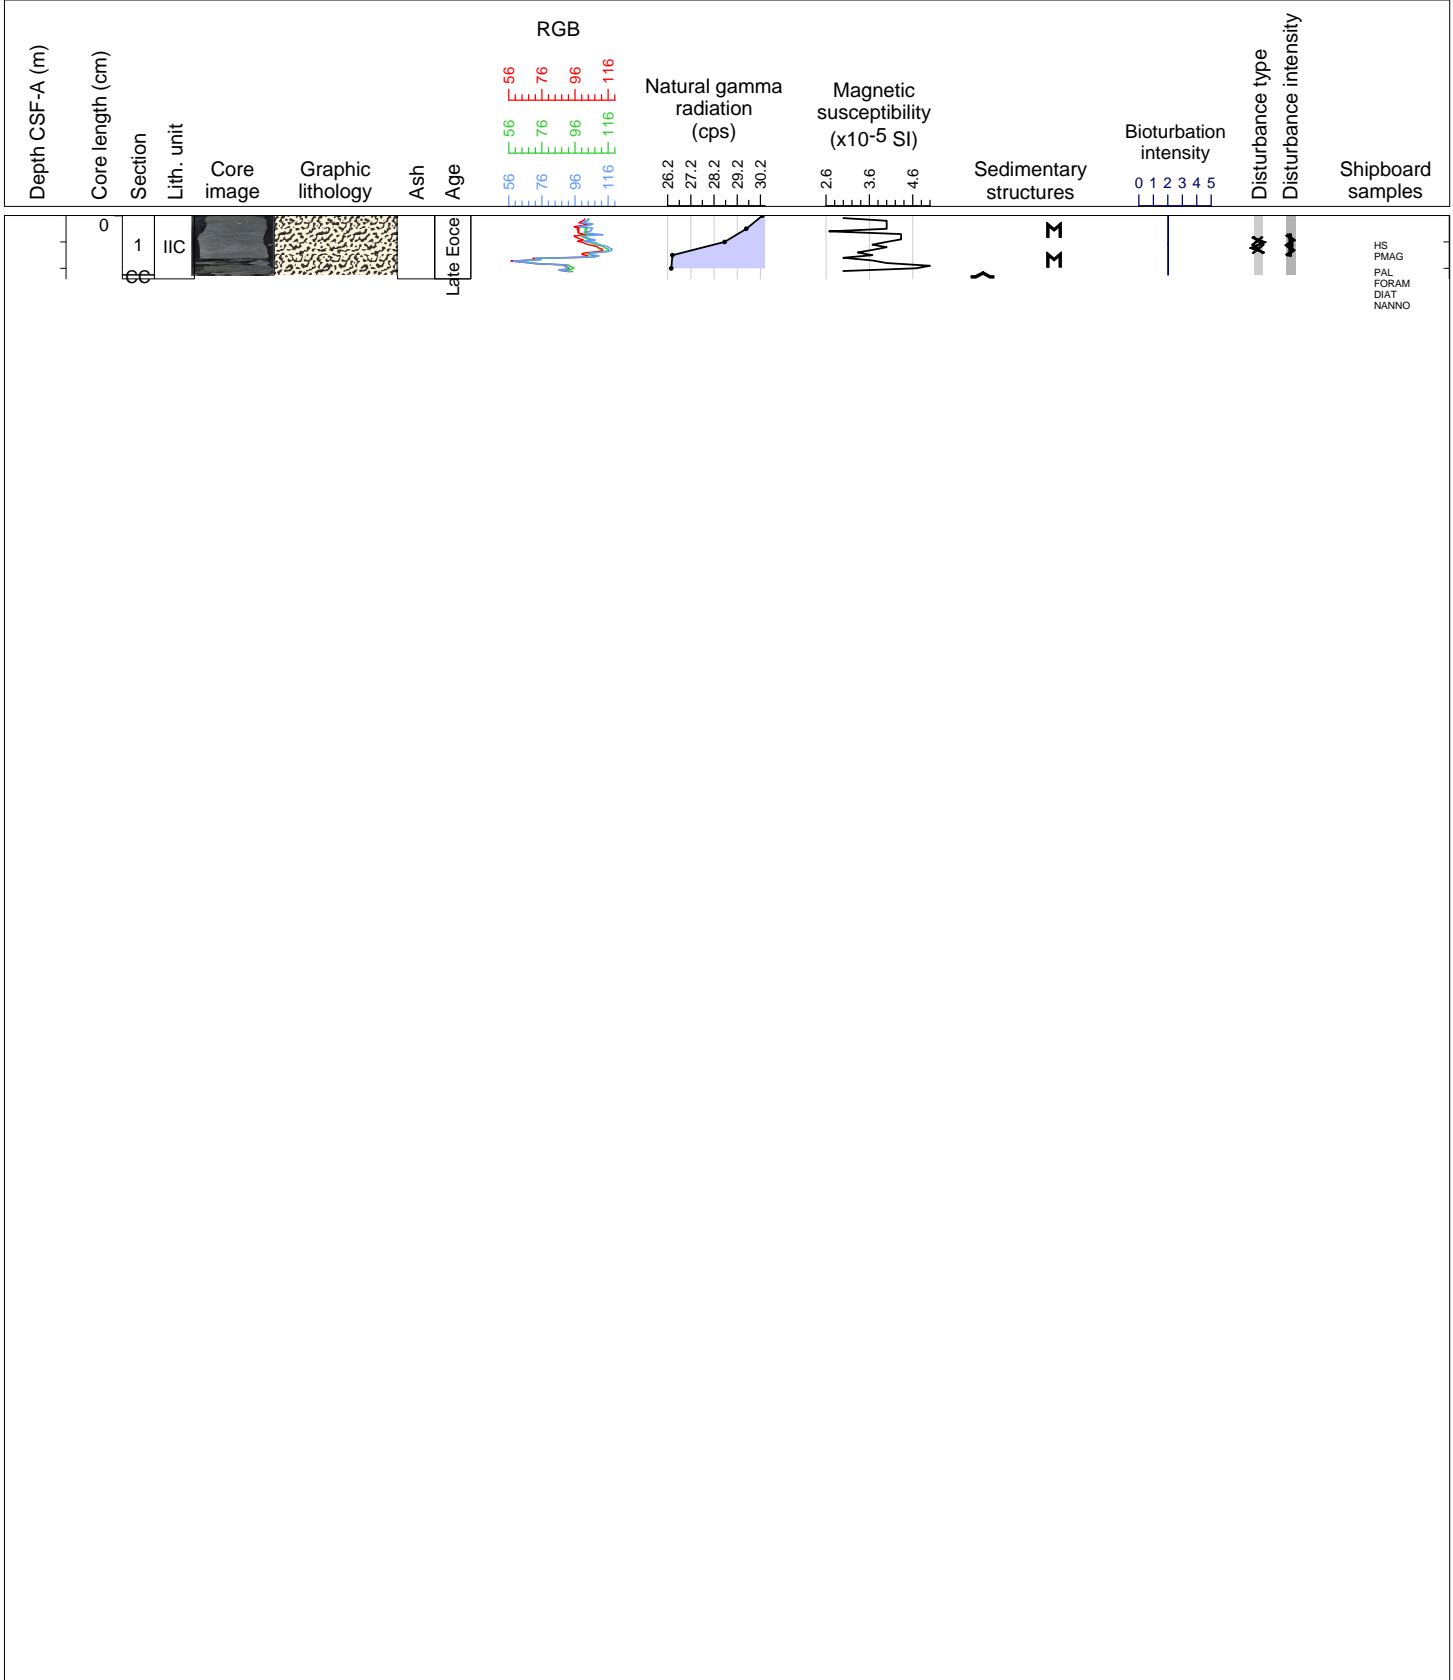 Depth CSF-A (m)
Core length (cm)
Section
Lith. unit
Core
image
Graphic
lithology
Ash
Age
RGB
56 76 96 116
56 76 96 116
56 76 96 116
Natural gamma
radiation
(cps)
26.2 27.2 28.2 29.2 30.2
Magnetic
susceptibility
(x10-5 SI)
2.6 3.6 4.6
Sedimentary
structures
Bioturbation
intensity
0 1 2 3 4 5
Disturbance type
Disturbance intensity
Shipboard
samples
0
1
CC
IIC
Late Eoce
HS
PMAG
PAL
FORAM
DIAT
NANNO